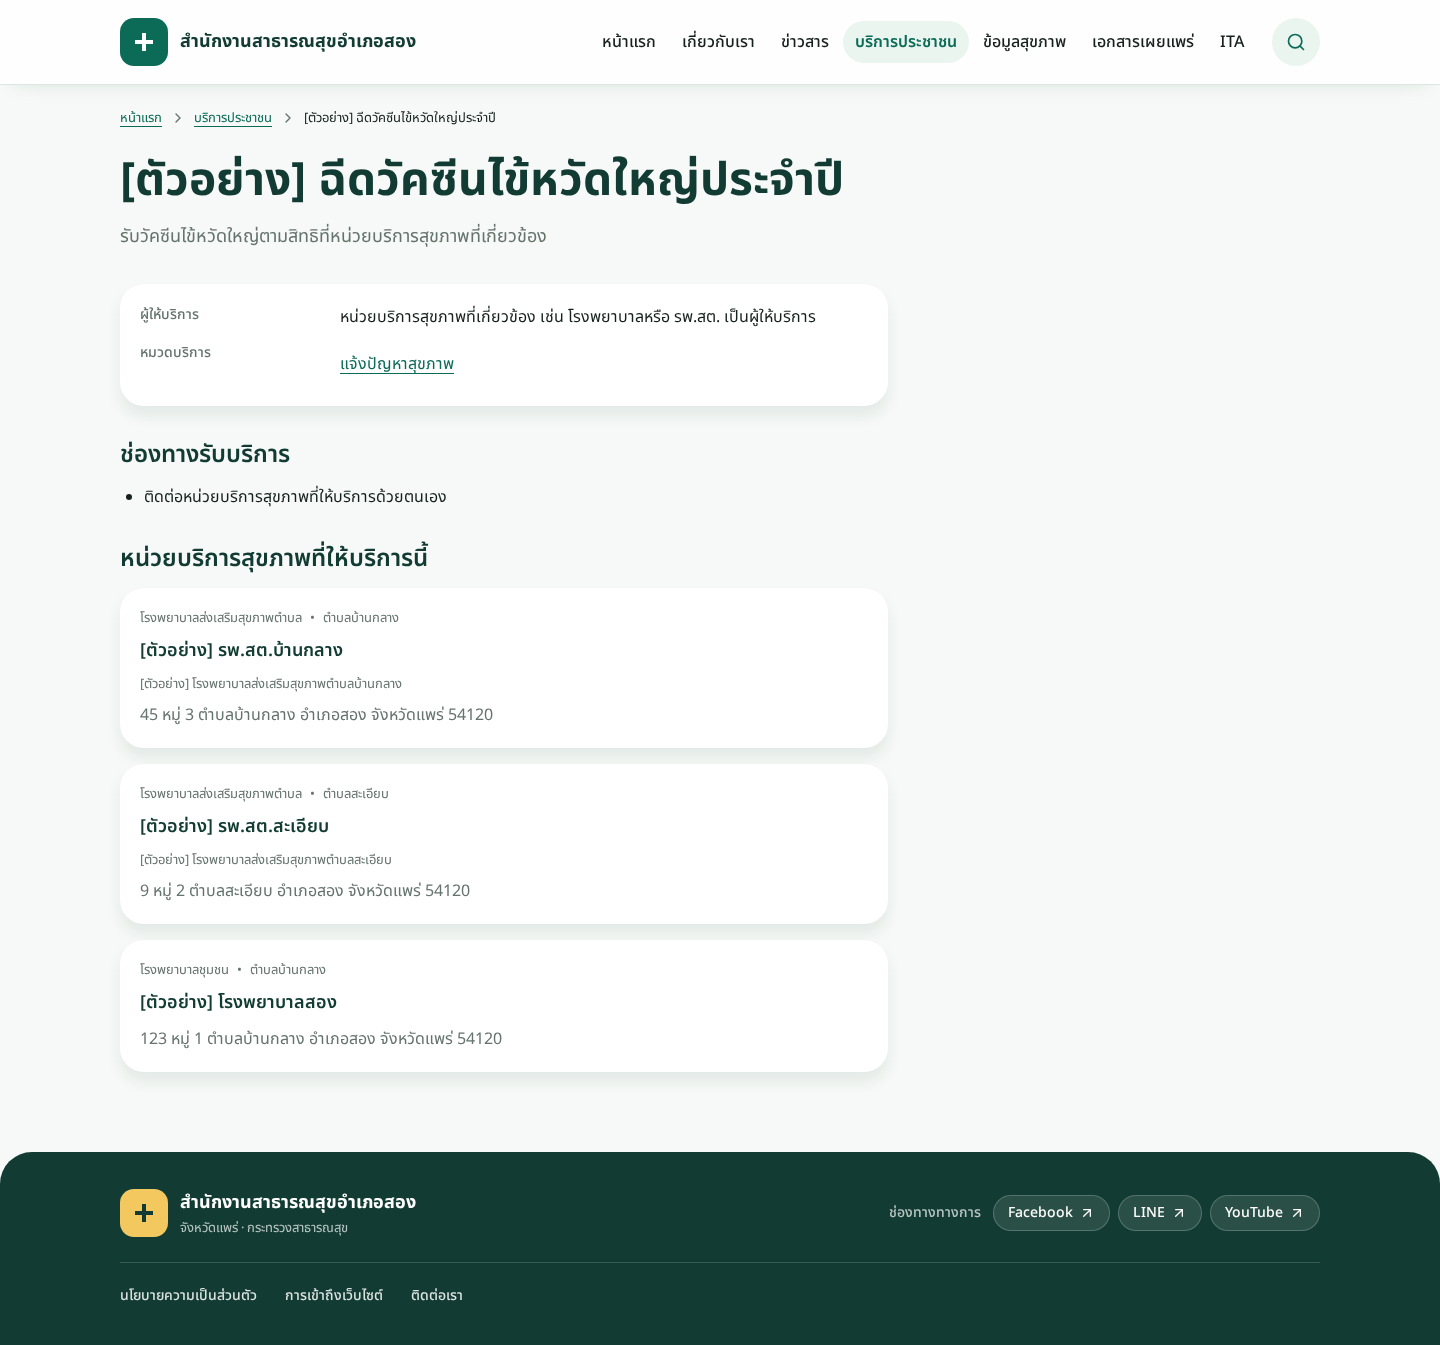 สำนักงานสาธารณสุขอำเภอสอง
หน้าแรก เกี่ยวกับเรา ข่าวสาร บริการประชาชน ข้อมูลสุขภาพ เอกสารเผยแพร่ ITA
หน้าแรก > บริการประชาชน > [ตัวอย่าง] ฉีดวัคซีนไข้หวัดใหญ่ประจำปี
[ตัวอย่าง] ฉีดวัคซีนไข้หวัดใหญ่ประจำปี
รับวัคซีนไข้หวัดใหญ่ตามสิทธิที่หน่วยบริการสุขภาพที่เกี่ยวข้อง
ผู้ให้บริการ หน่วยบริการสุขภาพที่เกี่ยวข้อง เช่น โรงพยาบาลหรือ รพ.สต. เป็นผู้ให้บริการ
หมวดบริการ แจ้งปัญหาสุขภาพ
ช่องทางรับบริการ
• ติดต่อหน่วยบริการสุขภาพที่ให้บริการด้วยตนเอง
หน่วยบริการสุขภาพที่ให้บริการนี้
โรงพยาบาลส่งเสริมสุขภาพตำบล • ตำบลบ้านกลาง
[ตัวอย่าง] รพ.สต.บ้านกลาง
[ตัวอย่าง] โรงพยาบาลส่งเสริมสุขภาพตำบลบ้านกลาง
45 หมู่ 3 ตำบลบ้านกลาง อำเภอสอง จังหวัดแพร่ 54120
โรงพยาบาลส่งเสริมสุขภาพตำบล • ตำบลสะเอียบ
[ตัวอย่าง] รพ.สต.สะเอียบ
[ตัวอย่าง] โรงพยาบาลส่งเสริมสุขภาพตำบลสะเอียบ
9 หมู่ 2 ตำบลสะเอียบ อำเภอสอง จังหวัดแพร่ 54120
โรงพยาบาลชุมชน • ตำบลบ้านกลาง
[ตัวอย่าง] โรงพยาบาลสอง
123 หมู่ 1 ตำบลบ้านกลาง อำเภอสอง จังหวัดแพร่ 54120
สำนักงานสาธารณสุขอำเภอสอง
จังหวัดแพร่ · กระทรวงสาธารณสุข
ช่องทางทางการ Facebook LINE YouTube
นโยบายความเป็นส่วนตัว การเข้าถึงเว็บไซต์ ติดต่อเรา